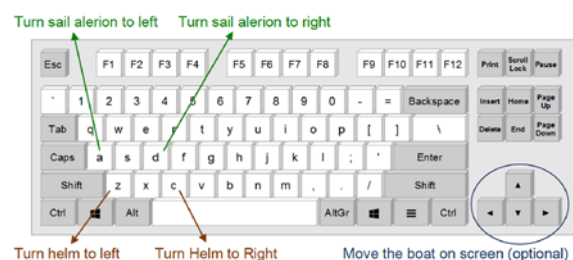 Turn sail alerion to left Turn sail alerion to right
Esc F1 F2 F3 F4 F5 F6 F7 F8 F9 F10 F11 F12 Print Scroll Lock Pause
` 1 2 3 4 5 6 7 8 9 0 - = Backspace Insert Home Page Up
Tab q w e r t y u i o p [ ] \ Delete End Page Down
Caps a s d f g h j k l ; ' Enter
Shift z x c v b n m , . / Shift
Ctrl Alt AltGr Ctrl
Turn helm to left Turn Helm to Right Move the boat on screen (optional)